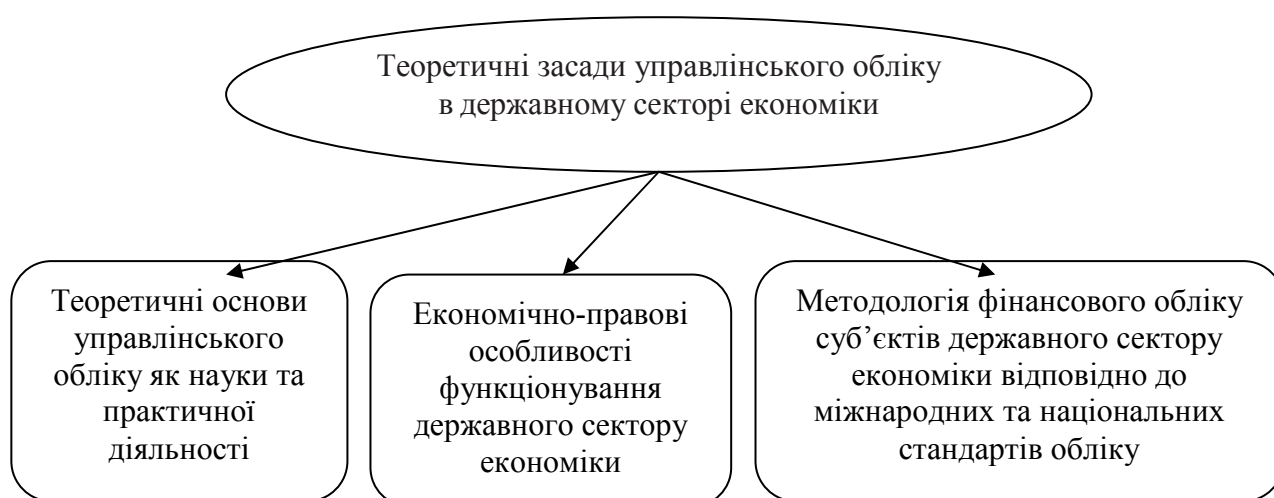 Теоретичні засади управлінського обліку
в державному секторі економіки
Теоретичні основи
управлінського
обліку як науки та
практичної
діяльності
Економічно-правові
особливості
функціонування
державного сектору
економіки
Методологія фінансового обліку
суб’єктів державного сектору
економіки відповідно до
міжнародних та національних
стандартів обліку